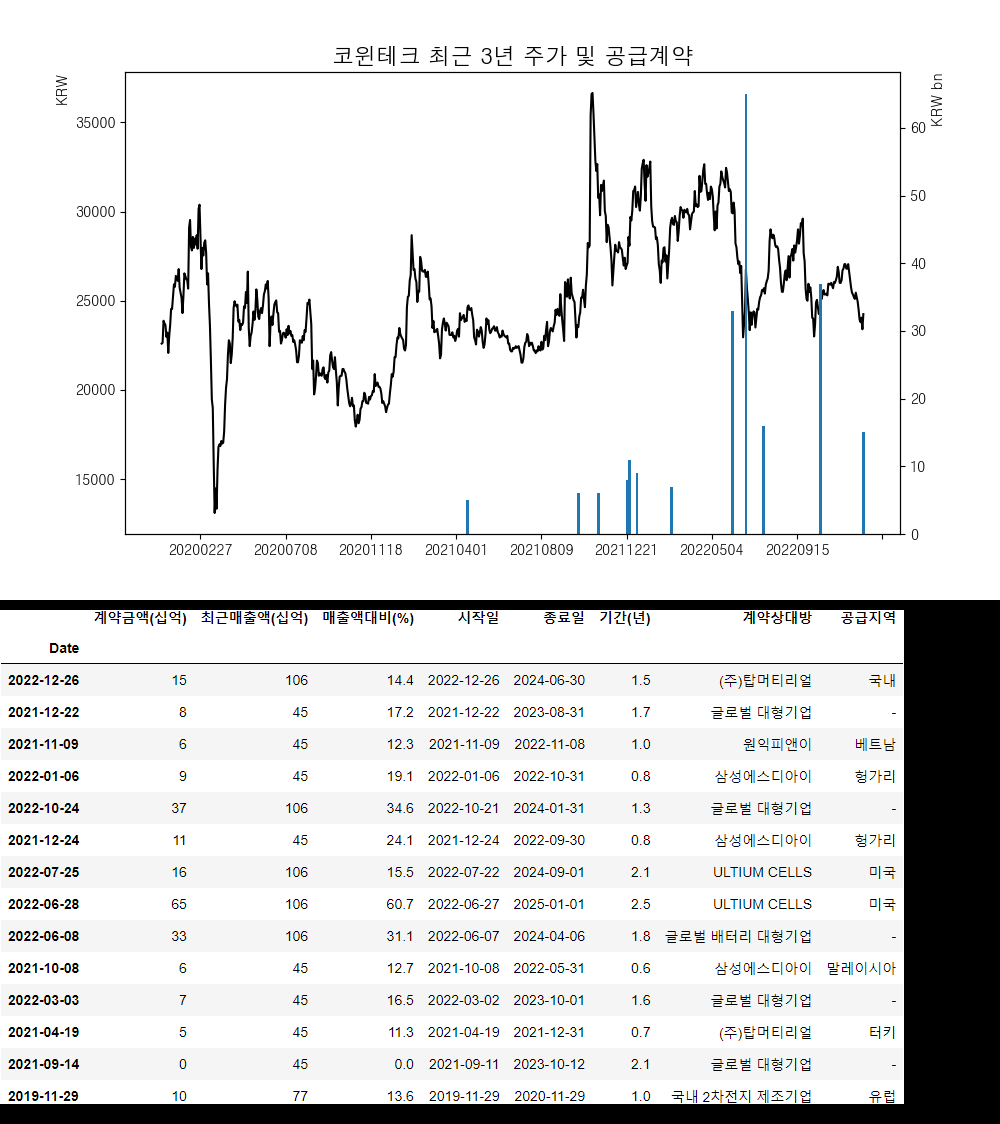 코윈테크 최근 3년 주가 및 공급계약
KRW
KRW bn
35000
30000
25000
20000
15000
60
50
40
30
20
10
0
20200227 20200708 20201118 20210401 20210809 20211221 20220504 20220915
계약금액(십억) 최근매출액(십억) 매출액대비(%) 시작일 종료일 기간(년) 계약상대방 공급지역
Date
2022-12-26 15 106 14.4 2022-12-26 2024-06-30 1.5 (주)탑머티리얼 국내
2021-12-22 8 45 17.2 2021-12-22 2023-08-31 1.7 글로벌 대형기업 -
2021-11-09 6 45 12.3 2021-11-09 2022-11-08 1.0 원익피앤이 베트남
2022-01-06 9 45 19.1 2022-01-06 2022-10-31 0.8 삼성에스디아이 헝가리
2022-10-24 37 106 34.6 2022-10-21 2024-01-31 1.3 글로벌 대형기업 -
2021-12-24 11 45 24.1 2021-12-24 2022-09-30 0.8 삼성에스디아이 헝가리
2022-07-25 16 106 15.5 2022-07-22 2024-09-01 2.1 ULTIUM CELLS 미국
2022-06-28 65 106 60.7 2022-06-27 2025-01-01 2.5 ULTIUM CELLS 미국
2022-06-08 33 106 31.1 2022-06-07 2024-04-06 1.8 글로벌 배터리 대형기업 -
2021-10-08 6 45 12.7 2021-10-08 2022-05-31 0.6 삼성에스디아이 말레이시아
2022-03-03 7 45 16.5 2022-03-02 2023-10-01 1.6 글로벌 대형기업 -
2021-04-19 5 45 11.3 2021-04-19 2021-12-31 0.7 (주)탑머티리얼 터키
2021-09-14 0 45 0.0 2021-09-11 2023-10-12 2.1 글로벌 대형기업 -
2019-11-29 10 77 13.6 2019-11-29 2020-11-29 1.0 국내 2차전지 제조기업 유럽